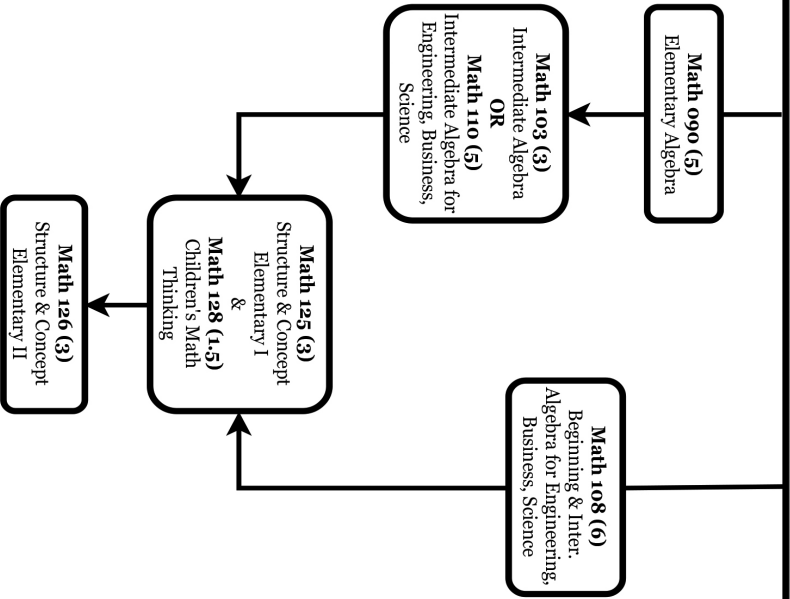 Math 090 (5)
Elementary Algebra
Math 103 (3)
Intermediate Algebra
OR
Math 110 (5)
Intermediate Algebra for
Engineering, Business,
Science
Math 108 (6)
Beginning & Inter.
Algebra for Engineering,
Business, Science
Math 125 (3)
Structure & Concept
Elementary I
&
Math 128 (1.5)
Children's Math
Thinking
Math 126 (3)
Structure & Concept
Elementary II